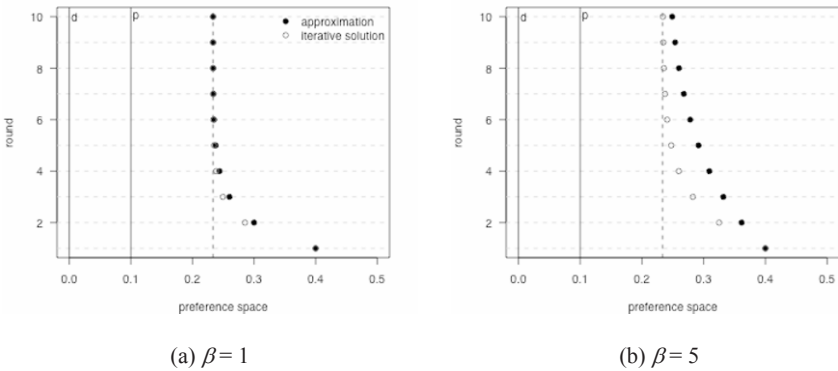 d
p
approximation
iterative solution
10
8
6
4
2
round
0.0 0.1 0.2 0.3 0.4 0.5
preference space
(a) β = 1
d
p
10
8
6
4
2
round
0.0 0.1 0.2 0.3 0.4 0.5
preference space
(b) β = 5